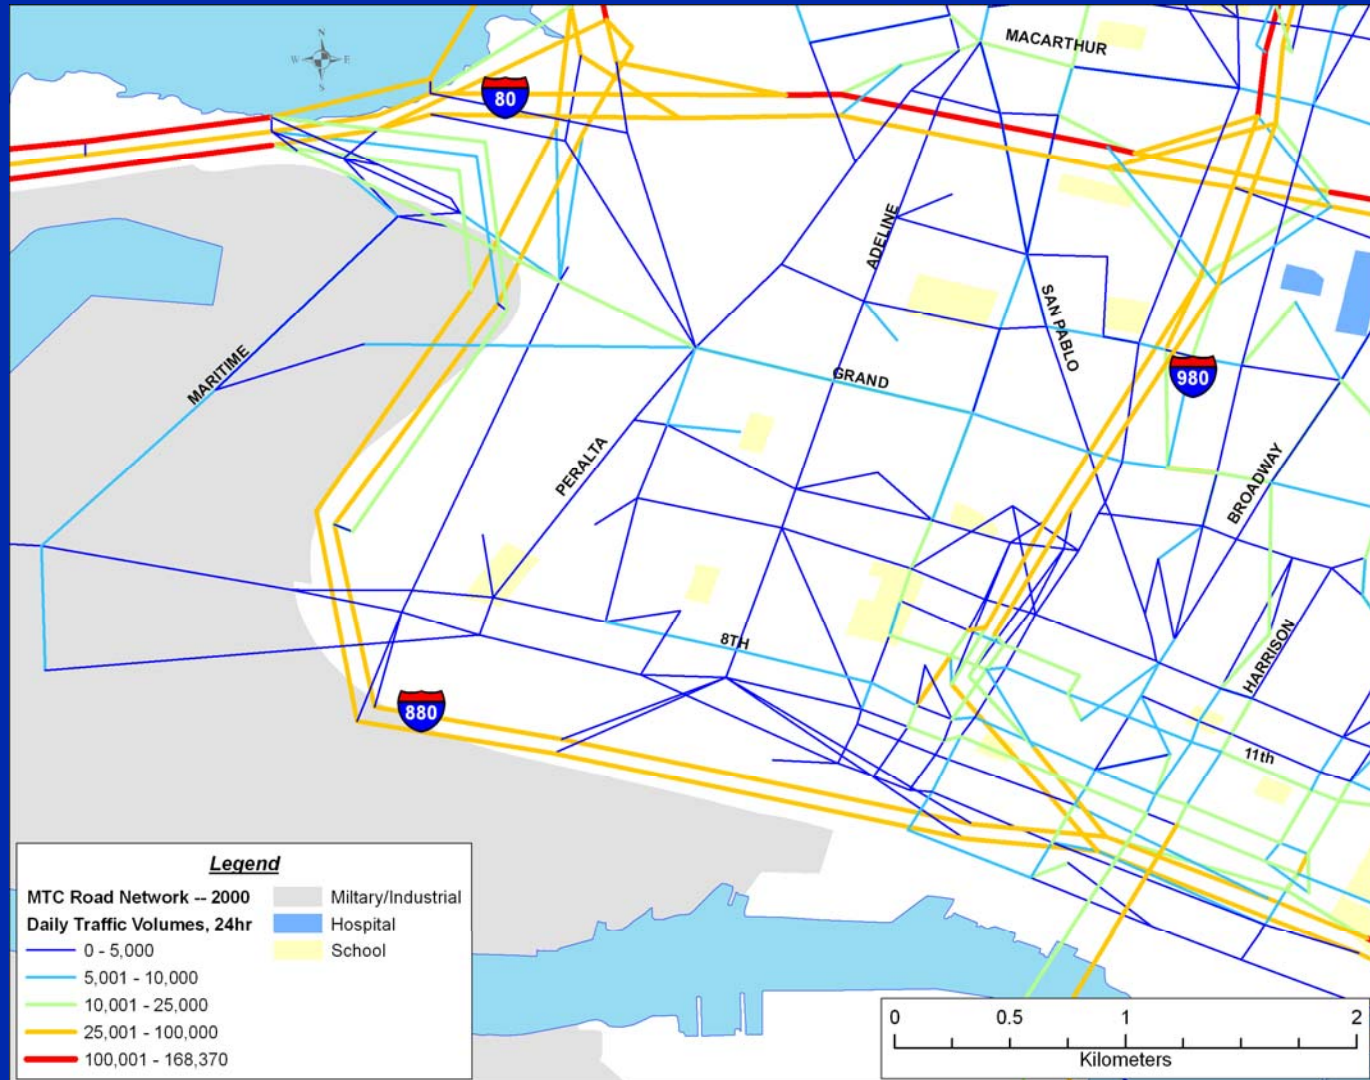 N
W E
S
MACARTHUR
80
ADELINE
SAN PABLO
MARITIME
GRAND
980
PERALTA
BROADWAY
8TH
HARRISON
880
11th
Legend
MTC Road Network -- 2000
Daily Traffic Volumes, 24hr
0 - 5,000
5,001 - 10,000
10,001 - 25,000
25,001 - 100,000
100,001 - 168,370
Miltary/Industrial
Hospital
School
0 0.5 1 2
Kilometers